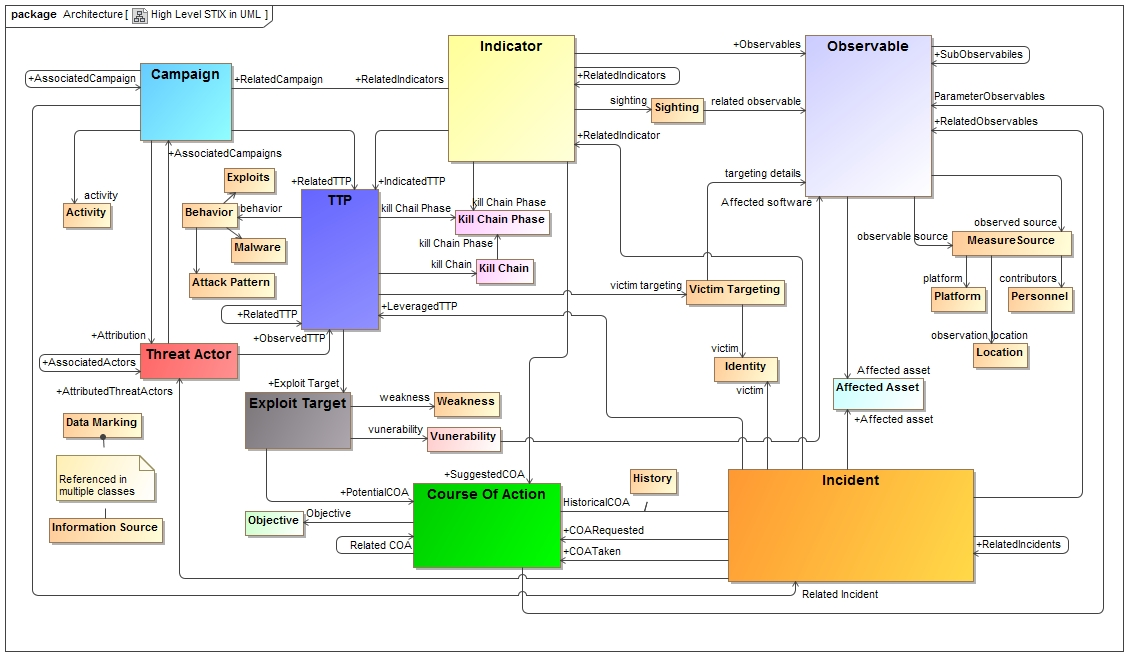 package Architecture [ High Level STIX in UML ]
Indicator
Observable
+Observables
+SubObservabiles
Campaign
+AssociatedCampaign
+RelatedCampaign
+RelatedIndicators
+RelatedIndicators
sighting
Sighting
related observable
ParameterObservables
+RelatedObservables
+RelatedIndicator
+AssociatedCampaigns
+RelatedTTP
+IndicatedTTP
Exploits
targeting details
activity
Activity
Behavior
behavior
TTP
kill Chail Phase
kill Chain Phase
Kill Chain Phase
Affected software
observed source
observable source
MeasureSource
Malware
kill Chain Phase
kill Chain
Kill Chain
Attack Pattern
victim targeting
Victim Targeting
platform
contributors
Platform
Personnel
+RelatedTTP
+LeveragedTTP
+Attribution
+ObservedTTP
observation location
Location
Threat Actor
+AssociatedActors
victim
Identity
victim
Affected asset
Affected Asset
+Affected asset
+AttributedThreatActors
+Exploit Target
Exploit Target
weakness
Weakness
vunerability
Vunerability
Data Marking
Referenced in
multiple classes
Information Source
+SuggestedCOA
+PotentialCOA
Course Of Action
HistoricalCOA
History
Incident
Objective
Objective
Related COA
+COARequested
+COATaken
+RelatedIncidents
Related Incident